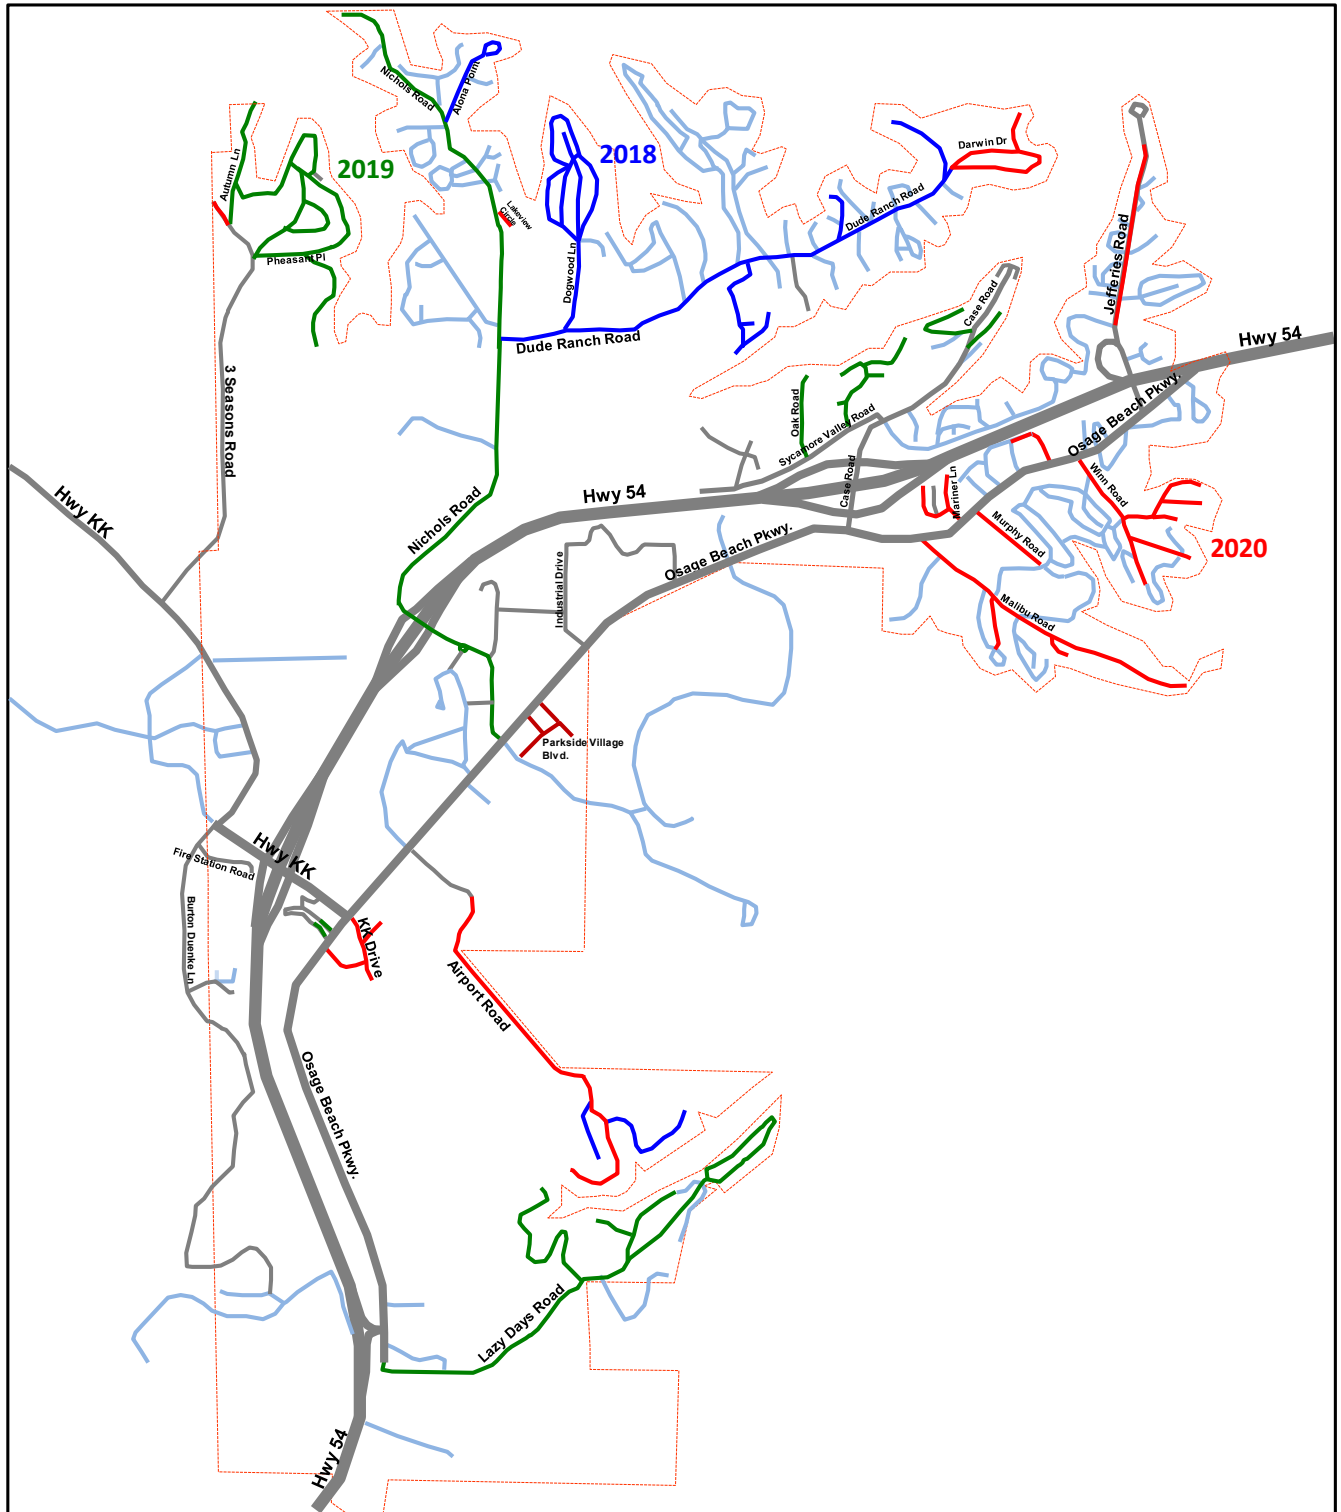 Nichols Road
Alona Point
2018
2019
Autumn Ln
Lakeview
Circle
Darwin Dr
Dude Ranch Road
Pheasant Pl
Dogwood Ln
Jefferies Road
Case Road
Dude Ranch Road
Hwy 54
3 Seasons Road
Oak Road
Osage Beach Pkwy.
Sycamore Valley Road
Case Road
Mariner Ln
Winn Road
Hwy KK
Hwy 54
Nichols Road
Murphy Road
2020
Osage Beach Pkwy.
Industrial Drive
Malibu Road
Parkside Village
Blvd.
Hwy KK
Fire Station Road
Burton Duenke Ln
KK Drive
Airport Road
Osage Beach Pkwy.
Lazy Days Road
Hwy 54